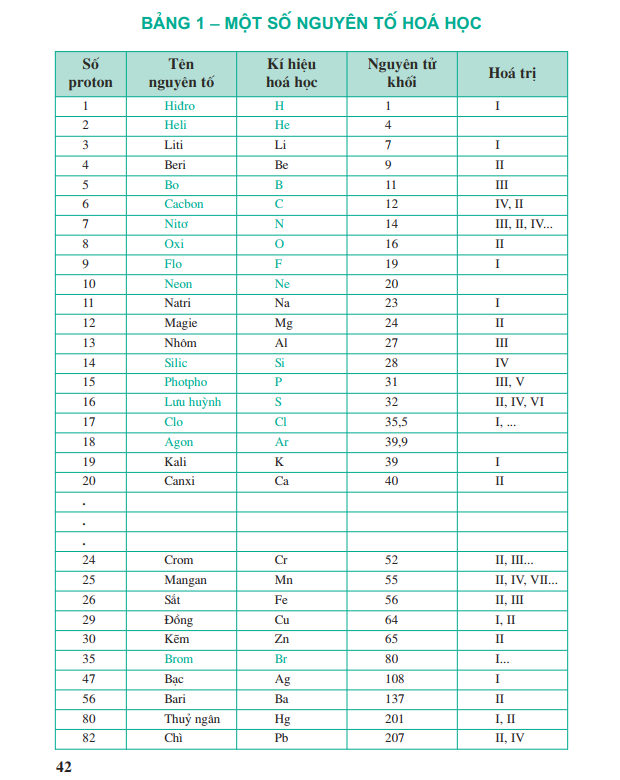 BẢNG 1 – MỘT SỐ NGUYÊN TỐ HOÁ HỌC
Số proton Tên nguyên tố Kí hiệu hoá học Nguyên tử khối Hoá trị
1 Hiđro H 1 I
2 Heli He 4
3 Liti Li 7 I
4 Beri Be 9 II
5 Bo B 11 III
6 Cacbon C 12 IV, II
7 Nitơ N 14 III, II, IV...
8 Oxi O 16 II
9 Flo F 19 I
10 Neon Ne 20
11 Natri Na 23 I
12 Magie Mg 24 II
13 Nhôm Al 27 III
14 Silic Si 28 IV
15 Photpho P 31 III, V
16 Lưu huỳnh S 32 II, IV, VI
17 Clo Cl 35,5 I, ...
18 Agon Ar 39,9
19 Kali K 39 I
20 Canxi Ca 40 II
.
.
.
24 Crom Cr 52 II, III...
25 Mangan Mn 55 II, IV, VII...
26 Sắt Fe 56 II, III
29 Đồng Cu 64 I, II
30 Kẽm Zn 65 II
35 Brom Br 80 I...
47 Bạc Ag 108 I
56 Bari Ba 137 II
80 Thuỷ ngân Hg 201 I, II
82 Chì Pb 207 II, IV
42